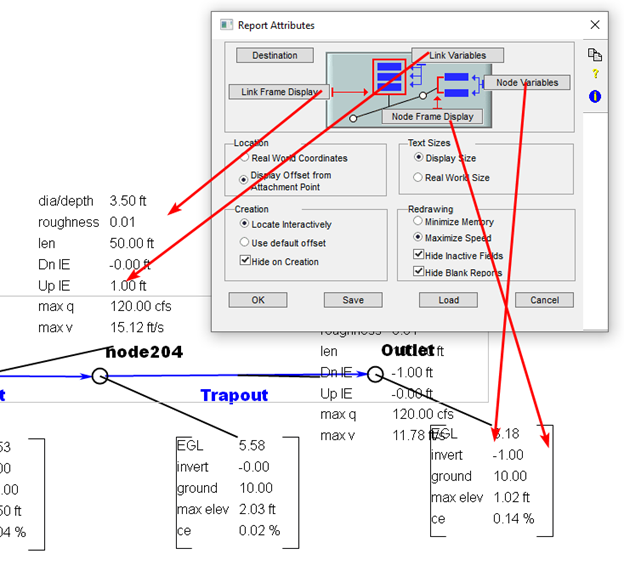 Report Attributes
Destination
Link Variables
Link Frame Display
Node Variables
Node Frame Display
Location
Real World Coordinates
Display Offset from
Attachment Point
Text Sizes
Display Size
Real World Size
Creation
Locate Interactively
Use default offset
Hide on Creation
Redrawing
Minimize Memory
Maximize Speed
Hide Inactive Fields
Hide Blank Reports
OK
Save
Load
Cancel
dia/depth 3.50 ft
roughness 0.01
len 50.00 ft
Dn IE -0.00 ft
Up IE 1.00 ft
max q 120.00 cfs
max v 15.12 ft/s
node204
Outlet
Trapout
t
roughness
len
Dn IE -1.00 ft
Up IE -0.00 ft
max q 120.00 cfs
max v 11.78 ft/s
EGL 5.58
invert -0.00
ground 10.00
max elev 2.03 ft
ce 0.02 %
EGL .18
invert -1.00
ground 10.00
max elev 1.02 ft
ce 0.14 %
53
00
.00
50 ft
04 %